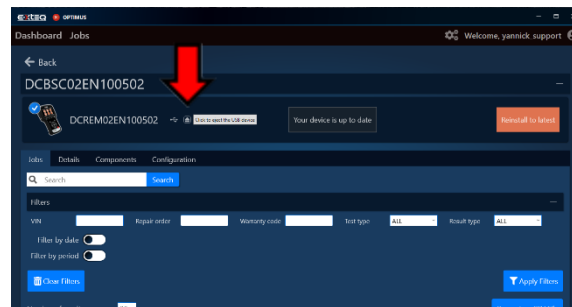 exteq OPTIMUS
Dashboard Jobs Welcome, yannick support
Back
DCBSC02EN100502
DCREM02EN100502 Click to eject the USB device Your device is up to date Reinstall to latest
Jobs Details Components Configuration
Search Search
Filters
VIN Repair order Warranty code Test type ALL Result type ALL
Filter by date
Filter by period
Clear Filters Apply Filters